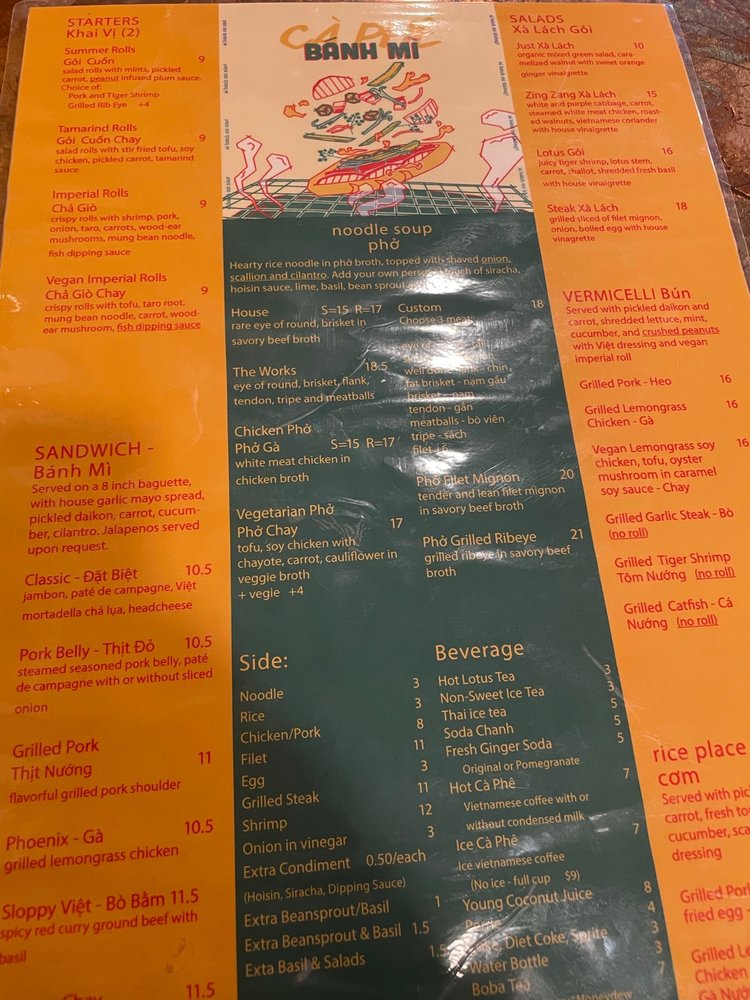 STARTERS
Khai Vị (2)
Summer Rolls
Gỏi Cuốn 9
salad rolls with mints, pickled
carrot, peanut infused plum sauce.
Choice of:
Pork and Tiger Shrimp
Grilled Rib Eye +4
Tamarind Rolls
Gỏi Cuốn Chay 9
salad rolls with stir fried tofu, soy
chicken, pickled carrot, tamarind
sauce
Imperial Rolls
Chả Giò 9
crispy rolls with shrimp, pork,
onion, taro, carrots, wood-ear
mushrooms, mung bean noodle,
fish dipping sauce
Vegan Imperial Rolls
Chả Giò Chay 9
crispy rolls with tofu, taro root,
mung bean noodle, carrot, wood-
ear mushroom, fish dipping sauce
SANDWICH -
Bánh Mì
Served on a 8 inch baguette,
with house garlic mayo spread,
pickled daikon, carrot, cucum-
ber, cilantro. Jalapenos served
upon request.
Classic - Đặt Biệt 10.5
jambon, paté de campagne, Việt
mortadella chả lụa, headcheese
Pork Belly - Thịt Đỏ 10.5
steamed seasoned pork belly, paté
de campagne with or without sliced
onion
Grilled Pork
Thịt Nướng 11
flavorful grilled pork shoulder
Phoenix - Gà 10.5
grilled lemongrass chicken
Sloppy Việt - Bò Bằm 11.5
spicy red curry ground beef with
basil
Chay 11.5
CÀ PHÊ
BÁNH MÌ
noodle soup
phở
Hearty rice noodle in phở broth, topped with shaved onion,
scallion and cilantro. Add your own personal touch of siracha,
hoisin sauce, lime, basil, bean sprout
House S=15 R=17
rare eye of round, brisket in
savory beef broth
The Works 18.5
eye of round, brisket, flank,
tendon, tripe and meatballs
Chicken Phở
Phở Gà S=15 R=17
white meat chicken in
chicken broth
Vegetarian Phở
Phở Chay 17
tofu, soy chicken with
chayote, carrot, cauliflower in
veggie broth
+ vegie +4
Custom 18
Choose 3 meat
eye of
well done flank - chín
fat brisket - nạm gầu
brisket - nạm
tendon - gân
meatballs - bò viên
tripe - sách
filet +6
Phở Filet Mignon 20
tender and lean filet mignon
in savory beef broth
Phở Grilled Ribeye 21
grilled ribeye in savory beef
broth
Side:
Noodle 3
Rice 3
Chicken/Pork 8
Filet 11
Egg 3
Grilled Steak 11
Shrimp 12
Onion in vinegar 3
Extra Condiment 0.50/each
(Hoisin, Siracha, Dipping Sauce)
Extra Beansprout/Basil 1
Extra Beansprout & Basil 1.5
Exta Basil & Salads 1.5
Beverage
Hot Lotus Tea 3
Non-Sweet Ice Tea 3
Thai ice tea 5
Soda Chanh 5
Fresh Ginger Soda 5
Original or Pomegranate
Hot Cà Phê 7
Vietnamese coffee with or
without condensed milk
Ice Cà Phê 7
Ice vietnamese coffee
(No ice - full cup $9)
Young Coconut Juice 8
4
Diet Coke, Sprite 3
Water Bottle 3
Boba Tea 7
SALADS
Xà Lách Gỏi
Just Xà Lách 10
organic mixed green salad, cara-
melized walnut with sweet orange
ginger vinaigrette
Zing Zang Xà Lách 15
white and purple cabbage, carrot,
steamed white meat chicken, roast-
ed walnuts, vietnamese coriander
with house vinaigrette
Lotus Gỏi 16
juicy tiger shrimp, lotus stem,
carrot, shallot, shredded fresh basil
with house vinaigrette
Steak Xà Lách 18
grilled sliced of filet mignon,
onion, boiled egg with house
vinagrette
VERMICELLI Bún
Served with pickled daikon and
carrot, shredded lettuce, mint,
cucumber, and crushed peanuts
with Việt dressing and vegan
imperial roll
Grilled Pork - Heo 16
Grilled Lemongrass 16
Chicken - Gà
Vegan Lemongrass soy 16
chicken, tofu, oyster
mushroom in caramel
soy sauce - Chay
Grilled Garlic Steak - Bò
(no roll)
Grilled Tiger Shrimp
Tôm Nướng (no roll)
Grilled Catfish - Cá
Nướng (no roll)
rice place
cơm
Served with pic
carrot, fresh to
cucumber, sca
dressing
Grilled Por
fried egg -
Grilled Le
Chicken
Gà Nướ